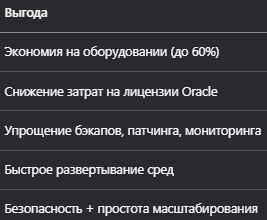 Выгода
Экономия на оборудовании (до 60%)
Снижение затрат на лицензии Oracle
Упрощение бэкапов, патчинга, мониторинга
Быстрое развертывание сред
Безопасность + простота масштабирования